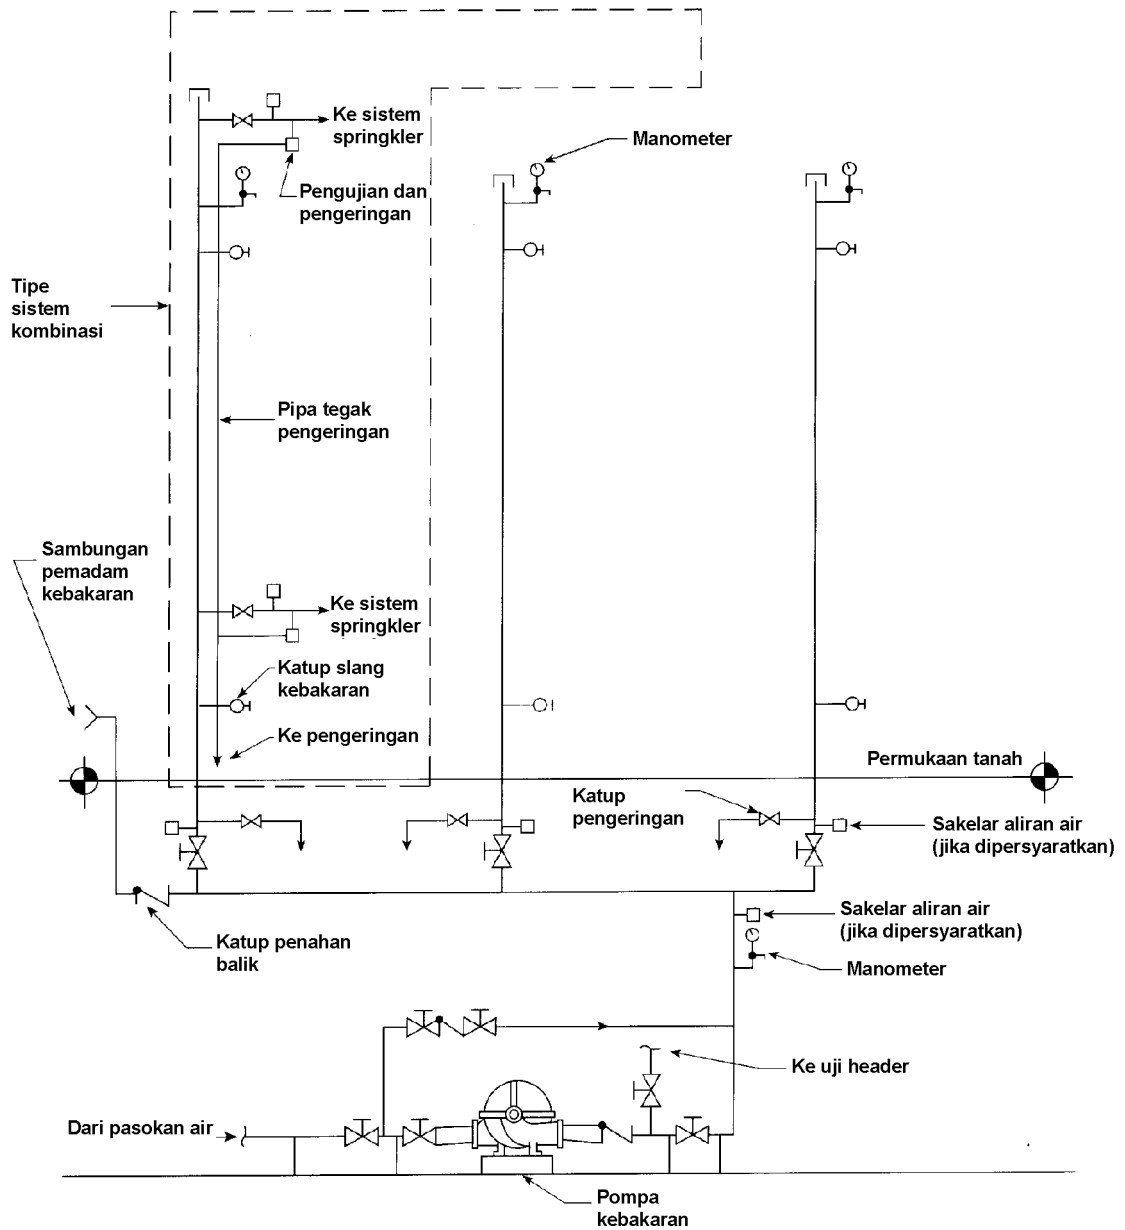 Ke sistem
springkler
Manometer
Pengujian dan
pengeringan
Tipe
sistem
kombinasi
Pipa tegak
pengeringan
Sambungan
pemadam
kebakaran
Ke sistem
springkler
Katup slang
kebakaran
Ke pengeringan
Permukaan tanah
Katup
pengeringan
Sakelar aliran air
(jika dipersyaratkan)
Sakelar aliran air
(jika dipersyaratkan)
Katup penahan
balik
Manometer
Ke uji header
Dari pasokan air
Pompa
kebakaran